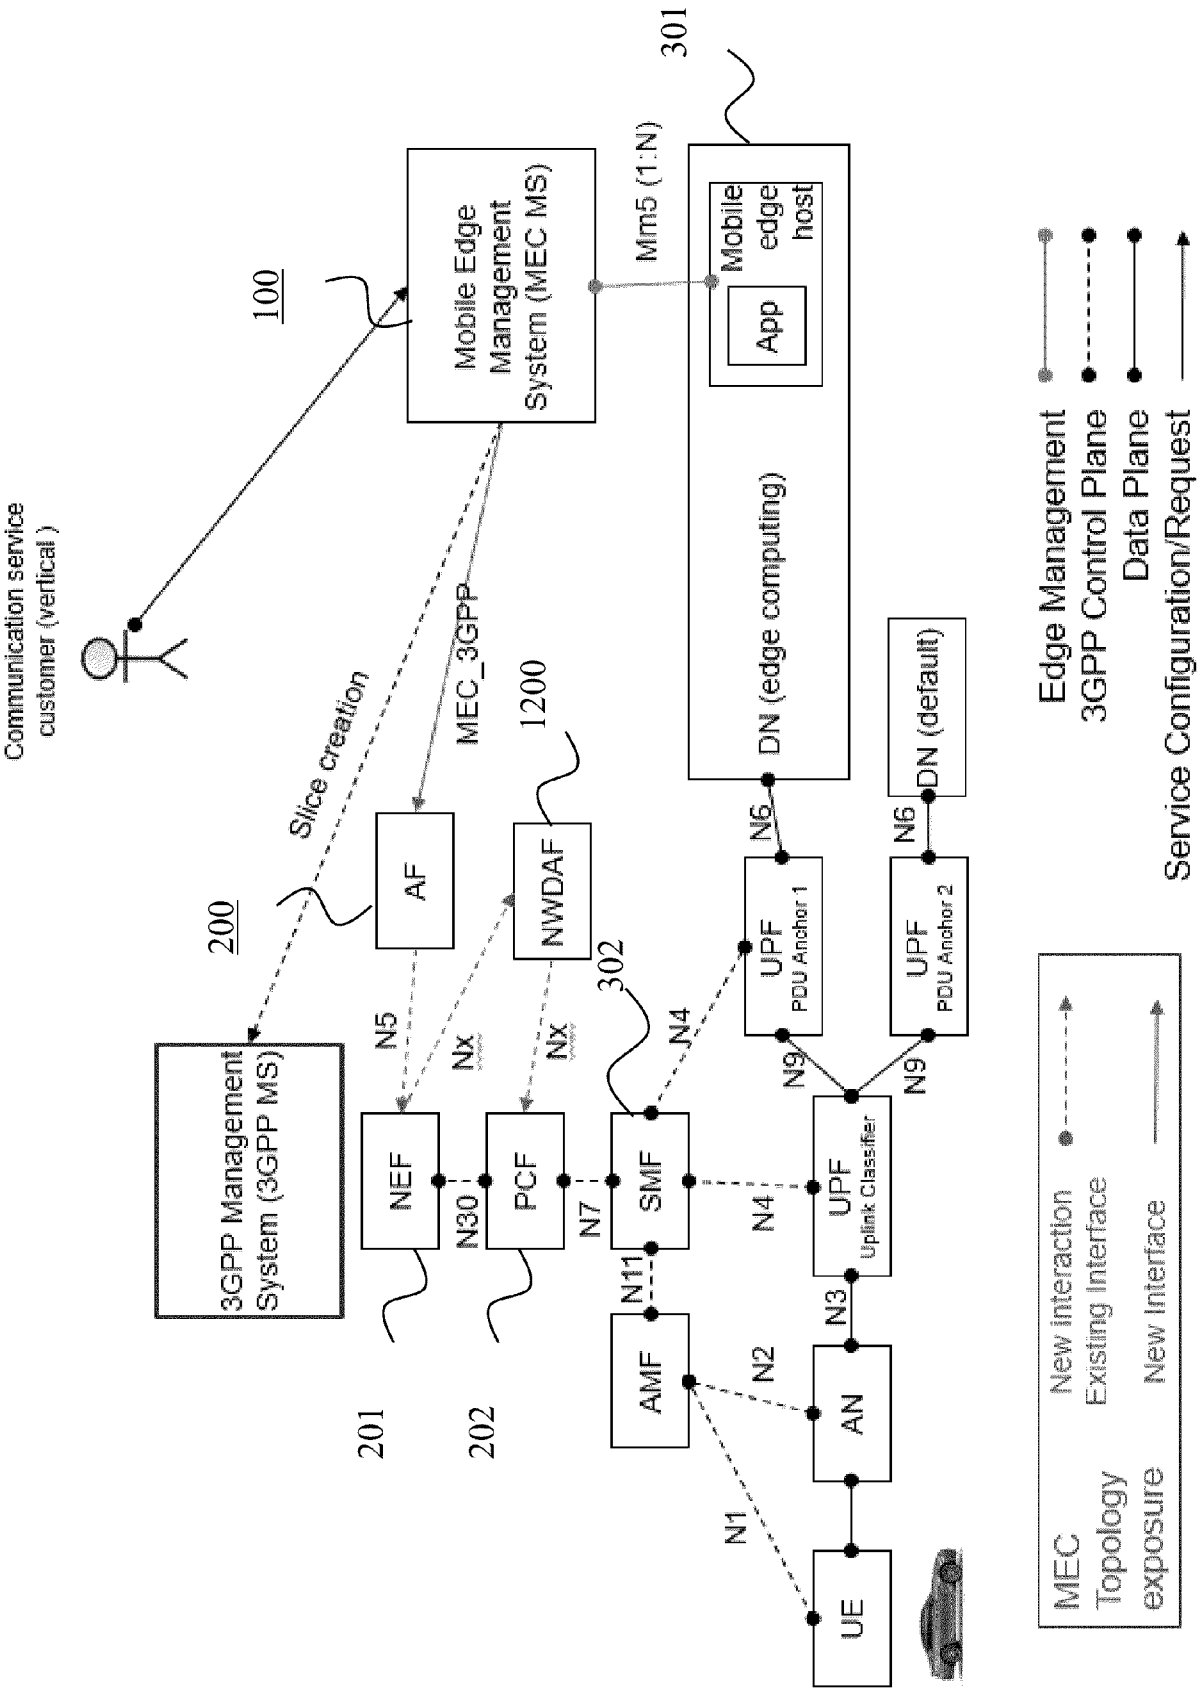 Communication service
customer (vertical )
100
301
Mobile Edge
Management
System (MEC MS)
Mm5 (1:N)
Mobile
edge
host
App
DN (edge computing)
Slice creation
MEC_3GPP
200
3GPP Management
System (3GPP MS)
AF
1200
NWDAF
N5
Nx
Nx
302
NEF
N30
PCF
N7
SMF
N4
N4
201
202
N11
AMF
N1
N2
UPF
PDU Anchor 1
N6
UPF
PDU Anchor 2
N6
DN (default)
N9
N9
UPF
Uplink Classifier
N3
AN
UE
MEC
Topology
exposure
New interaction
Existing Interface
New Interface
Edge Management
3GPP Control Plane
Data Plane
Service Configuration/Request